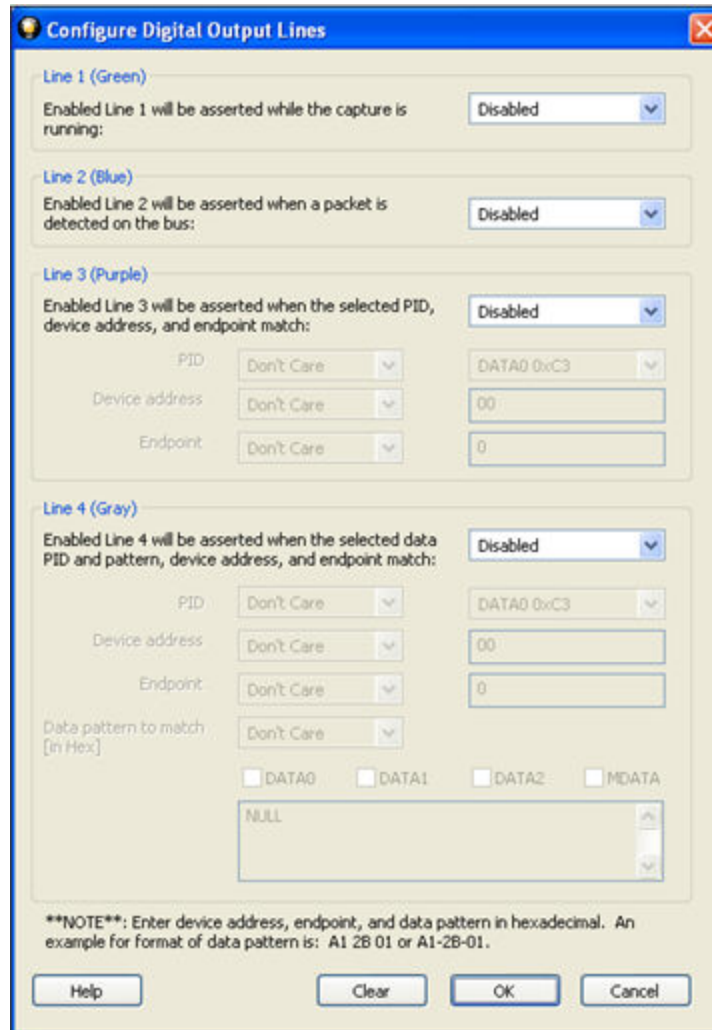 Configure Digital Output Lines
Line 1 (Green)
Enabled Line 1 will be asserted while the capture is
running:
Disabled
Line 2 (Blue)
Enabled Line 2 will be asserted when a packet is
detected on the bus:
Disabled
Line 3 (Purple)
Enabled Line 3 will be asserted when the selected PID,
device address, and endpoint match:
Disabled
PID Don't Care DATA0 0xC3
Device address Don't Care 00
Endpoint Don't Care 0
Line 4 (Gray)
Enabled Line 4 will be asserted when the selected data
PID and pattern, device address, and endpoint match:
Disabled
PID Don't Care DATA0 0xC3
Device address Don't Care 00
Endpoint Don't Care 0
Data pattern to match
[in Hex]
Don't Care
DATA0 DATA1 DATA2 MDATA
NULL
**NOTE**: Enter device address, endpoint, and data pattern in hexadecimal. An
example for format of data pattern is: A1 2B 01 or A1-2B-01.
Help Clear OK Cancel